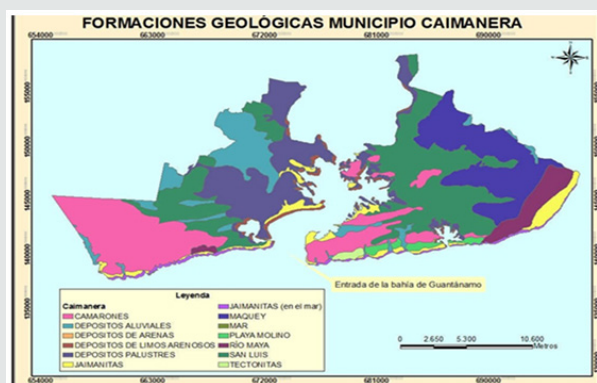 FORMACIONES GEOLÓGICAS MUNICIPIO CAIMANERA
654000 663000 672000 681000 690000
155000
150000
145000
140000
135000
Entrada de la bahía de Guantánamo
Leyenda
Caimanera
CAMARONES
DEPOSITOS ALUVIALES
DEPOSITOS DE ARENAS
DEPOSITOS DE LIMOS ARENOSOS
DEPOSITOS PALUSTRES
JAIMANITAS
JAIMANITAS (en el mar)
MAQUEY
MAR
PLAYA MOLINO
RÍO MAYA
SAN LUIS
TECTONITAS
0 2.650 5.300 10.600
Metros
654000 663000 672000 681000 690000